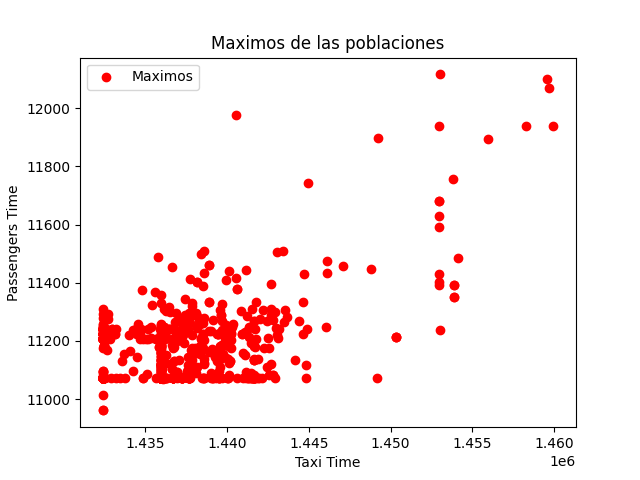 Maximos de las poblaciones
Maximos
Passengers Time
12000
11800
11600
11400
11200
11000
1.435 1.440 1.445 1.450 1.455 1.460
1e6
Taxi Time